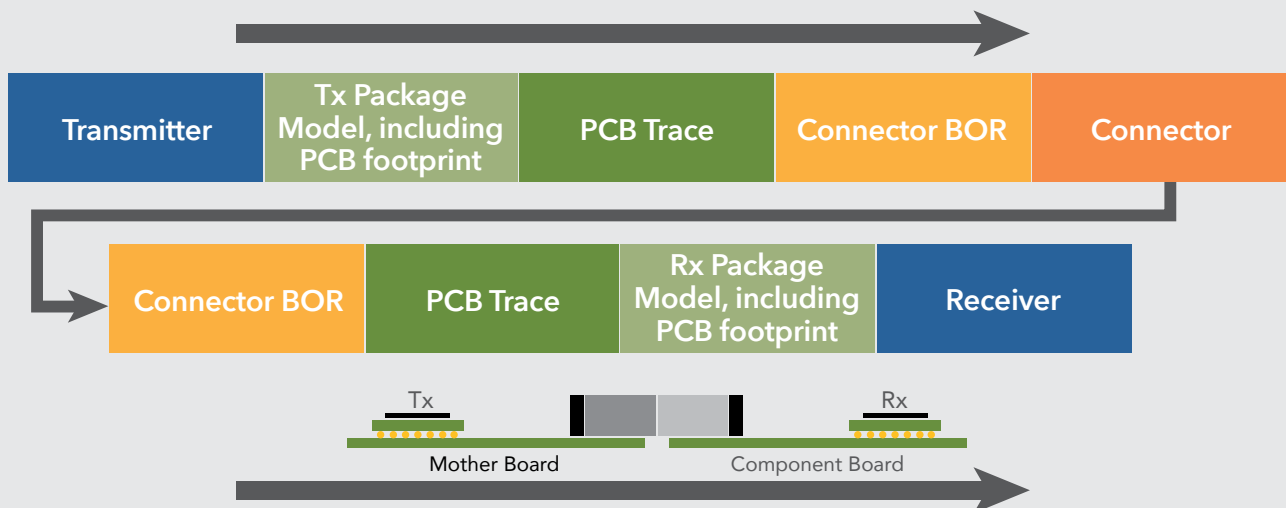 Transmitter
Tx Package
Model, including
PCB footprint
PCB Trace
Connector BOR
Connector
Connector BOR
PCB Trace
Rx Package
Model, including
PCB footprint
Receiver
Tx
Rx
Mother Board
Component Board